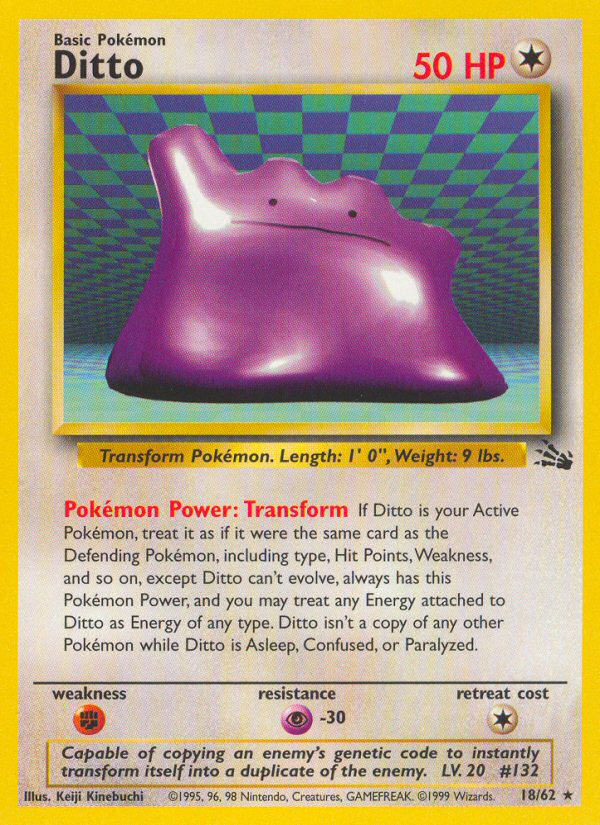 Basic Pokémon
Ditto
50 HP
Transform Pokémon. Length: 1' 0", Weight: 9 lbs.
Pokémon Power: Transform If Ditto is your Active
Pokémon, treat it as if it were the same card as the
Defending Pokémon, including type, Hit Points, Weakness,
and so on, except Ditto can't evolve, always has this
Pokémon Power, and you may treat any Energy attached to
Ditto as Energy of any type. Ditto isn't a copy of any other
Pokémon while Ditto is Asleep, Confused, or Paralyzed.
weakness resistance retreat cost
-30
Capable of copying an enemy's genetic code to instantly
transform itself into a duplicate of the enemy. LV. 20 #132
Illus. Keiji Kinebuchi ©1995, 96, 98 Nintendo, Creatures, GAMEFREAK. ©1999 Wizards. 18/62 ★